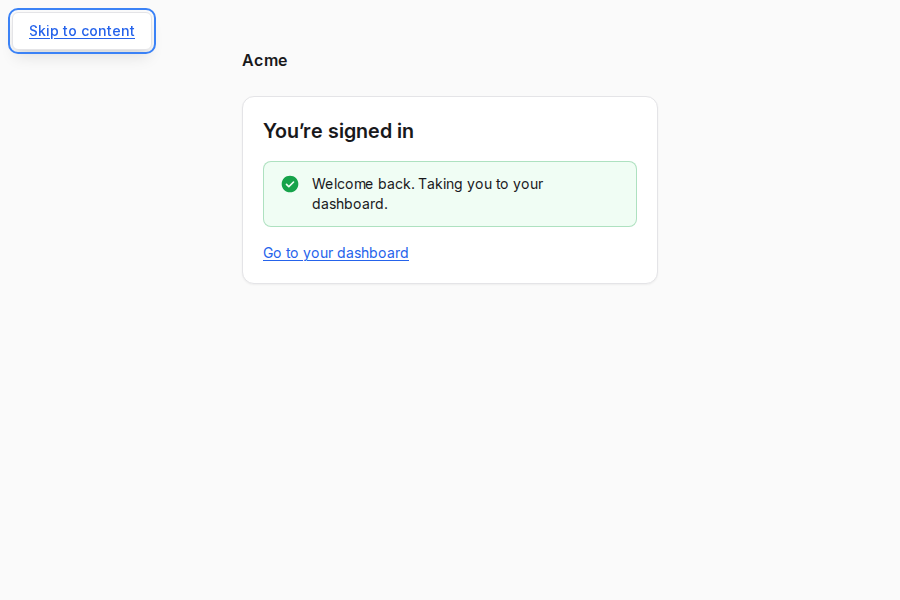 Skip to content
Acme
You’re signed in
Welcome back. Taking you to your
dashboard.
Go to your dashboard